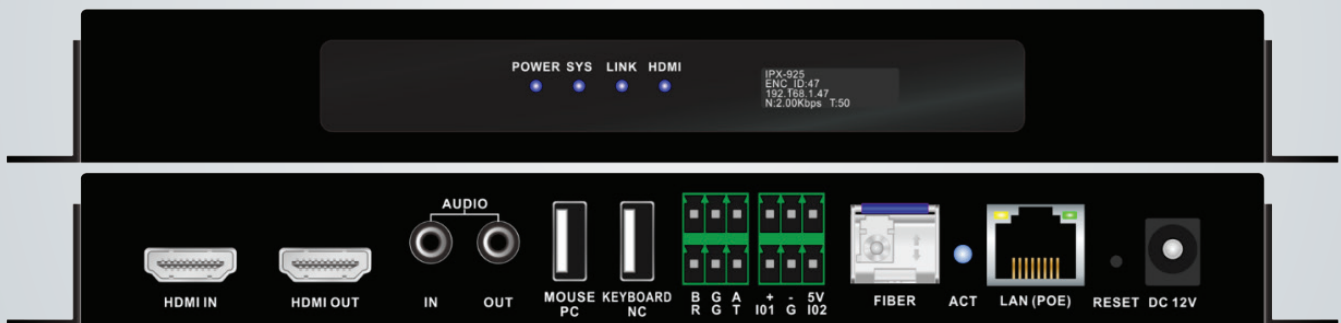 POWER SYS LINK HDMI
IPX-925
ENC ID:47
192.168.1.47
N:2.00Kbps T:50
AUDIO
HDMI IN
HDMI OUT
IN
OUT
MOUSE
PC
KEYBOARD
NC
B G A
R G T
+ - 5V
I01 G I02
FIBER
ACT
LAN (POE)
RESET
DC 12V